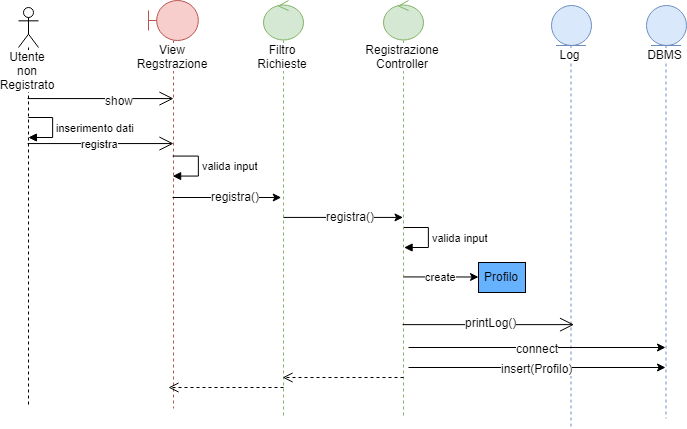 Utente
non
Registrato
View
Regstrazione
Filtro
Richieste
Registrazione
Controller
Log
DBMS
show
inserimento dati
registra
valida input
registra()
registra()
valida input
create
Profilo
printLog()
connect
insert(Profilo)